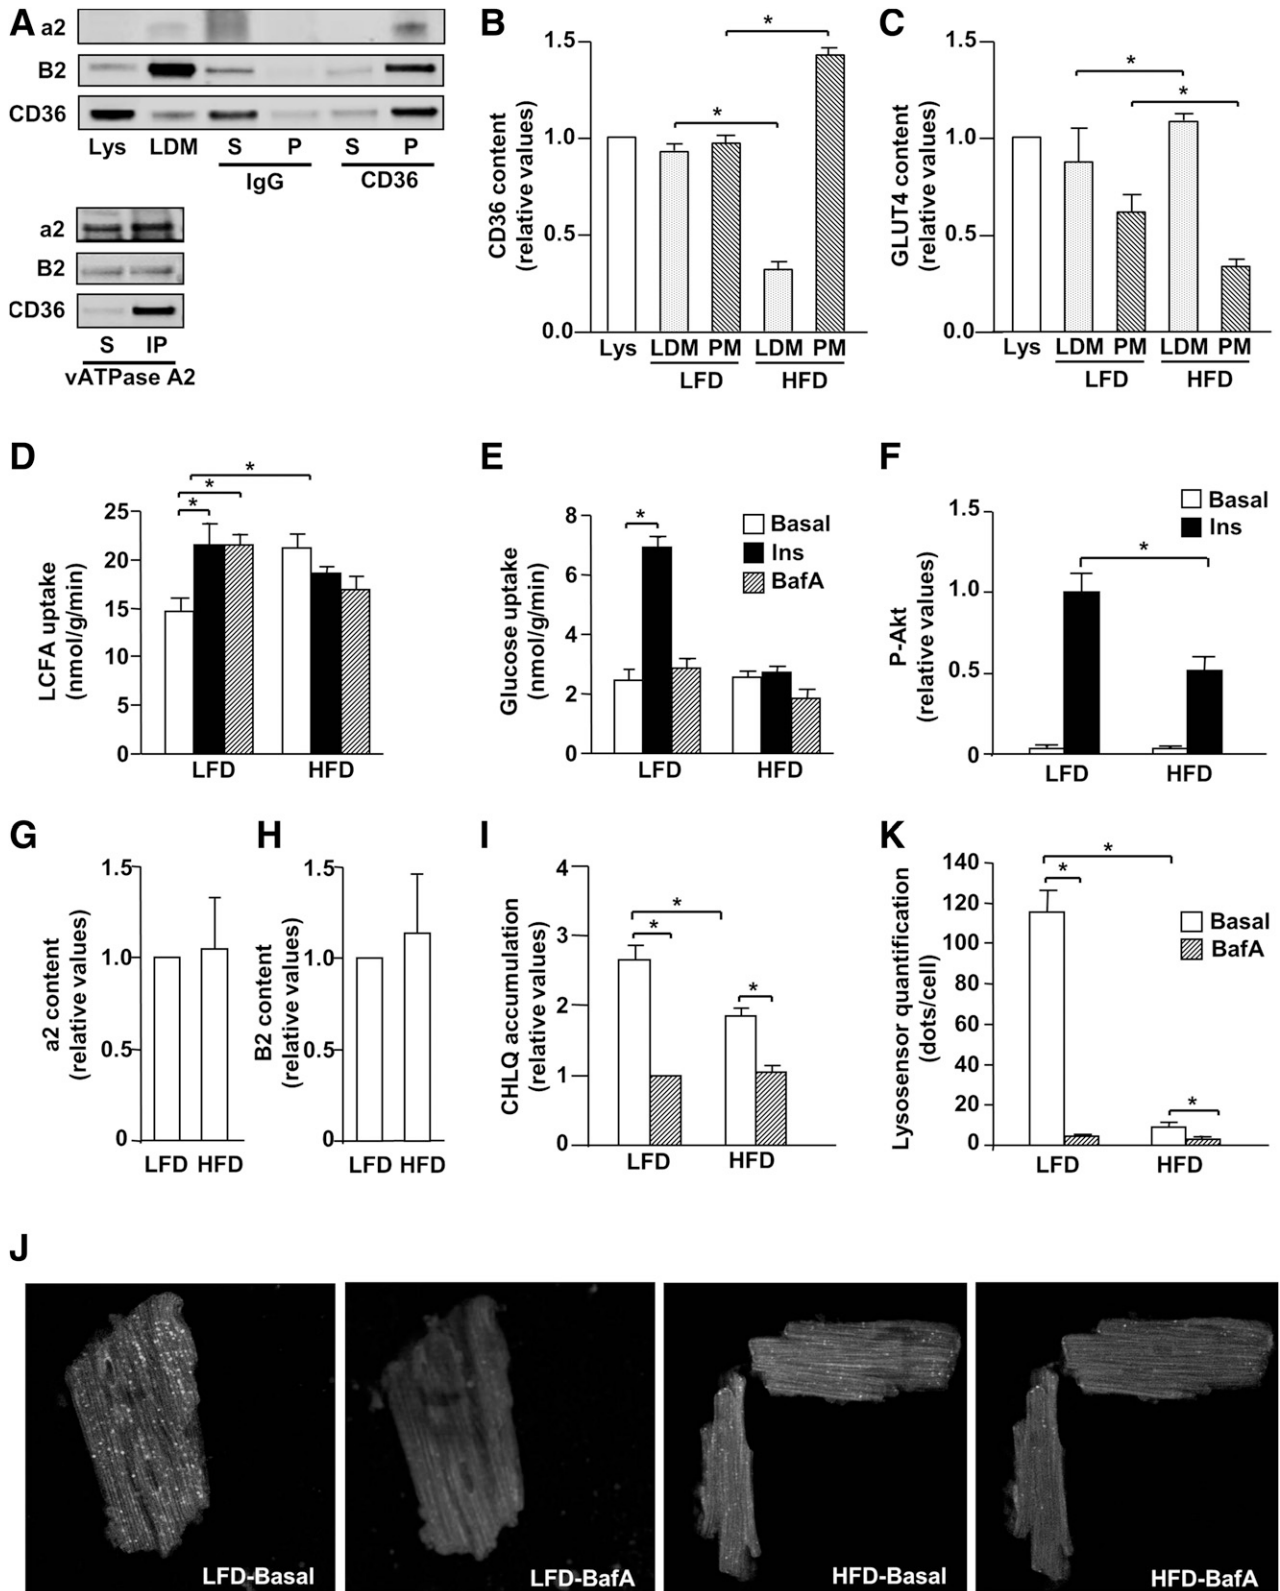 A
a2
B2
CD36
Lys LDM S P S P
IgG CD36
a2
B2
CD36
S IP
vATPase A2
B
CD36 content
(relative values)
1.5
1.0
0.5
0.0
*
*
Lys LDM PM LDM PM
LFD HFD
C
GLUT4 content
(relative values)
1.5
1.0
0.5
0.0
*
*
Lys LDM PM LDM PM
LFD HFD
D
LCFA uptake
(nmol/g/min)
25
20
15
10
5
0
*
*
*
LFD HFD
E
Glucose uptake
(nmol/g/min)
8
6
4
2
0
*
Basal
Ins
BafA
LFD HFD
F
P-Akt
(relative values)
1.5
1.0
0.5
0
*
Basal
Ins
LFD HFD
G
a2 content
(relative values)
1.5
1.0
0.5
0
LFD HFD
H
B2 content
(relative values)
1.5
1.0
0.5
0
LFD HFD
I
CHLQ accumulation
(relative values)
4
3
2
1
0
*
*
*
LFD HFD
K
Lysosensor quantification
(dots/cell)
140
120
100
80
60
40
20
0
*
*
*
Basal
BafA
LFD HFD
J
LFD-Basal
LFD-BafA
HFD-Basal
HFD-BafA